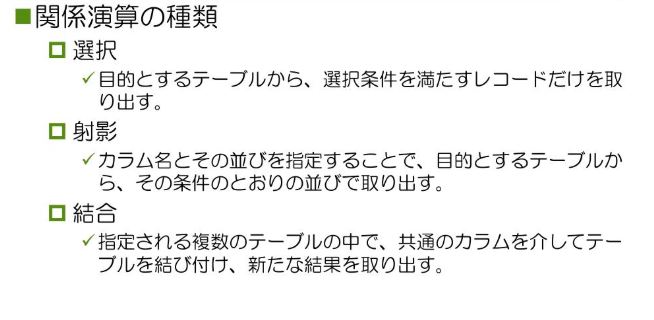 ■関係演算の種類
□ 選択
✓目的とするテーブルから、選択条件を満たすレコードだけを取
り出す。
□ 射影
✓カラム名とその並びを指定することで、目的とするテーブルか
ら、その条件のとおりの並びで取り出す。
□ 結合
✓指定される複数のテーブルの中で、共通のカラムを介してテー
ブルを結び付け、新たな結果を取り出す。